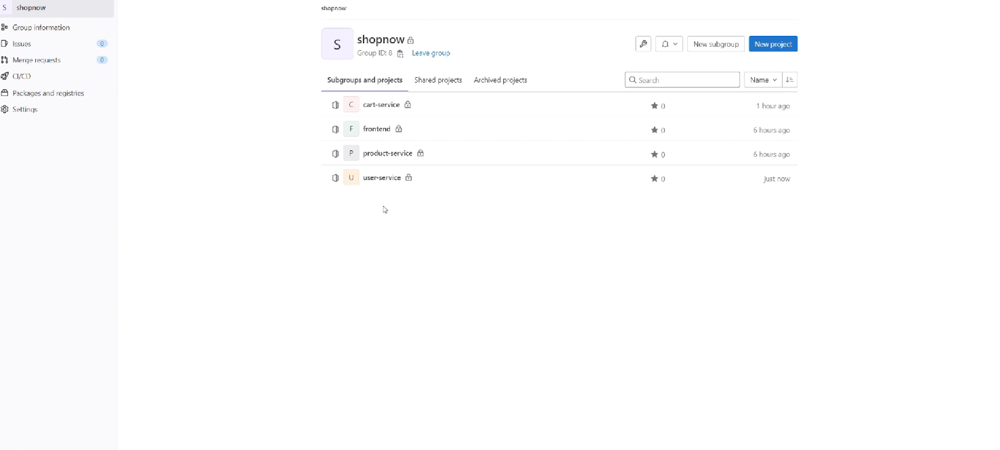 S shopnow
Group information
Issues 0
Merge requests 0
CI/CD
Packages and registries
Settings
shopnow
S
shopnow
Group ID: 8 Leave group
New subgroup
New project
Subgroups and projects Shared projects Archived projects
Search
Name
C cart-service 0 1 hour ago
F frontend 0 6 hours ago
P product-service 0 6 hours ago
U user-service 0 just now